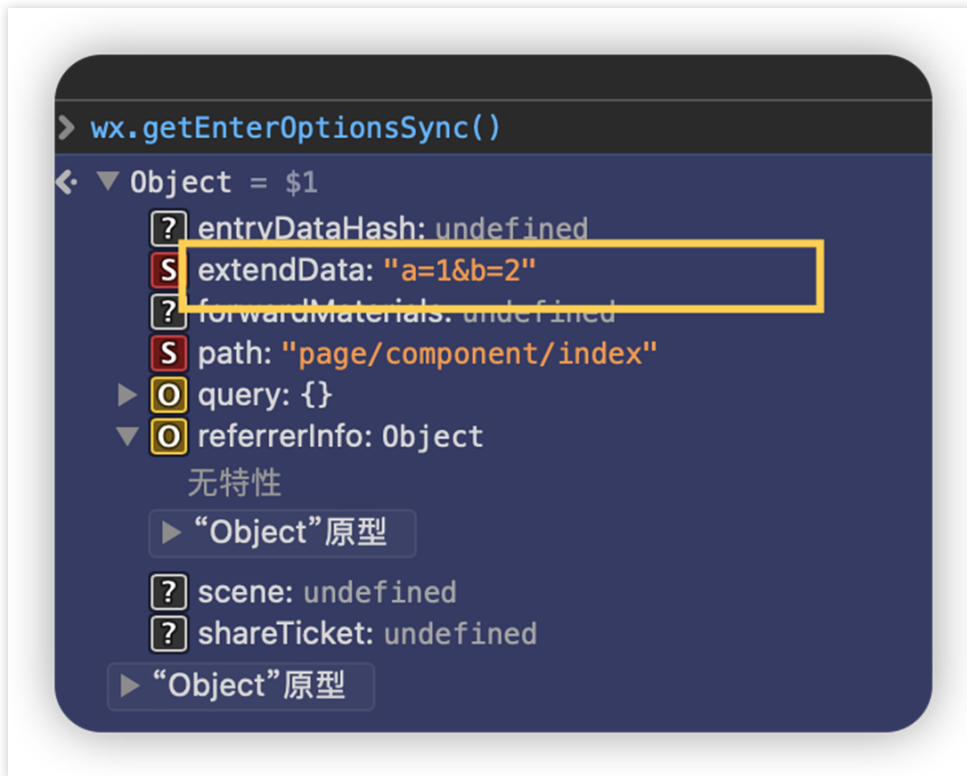 > wx.getEnterOptionsSync()
Object = $1
? entryDataHash: undefined
S extendData: "a=1&b=2"
? forwardMaterials: undefined
S path: "page/component/index"
O query: {}
O referrerInfo: Object
无特性
“Object”原型
? scene: undefined
? shareTicket: undefined
“Object”原型